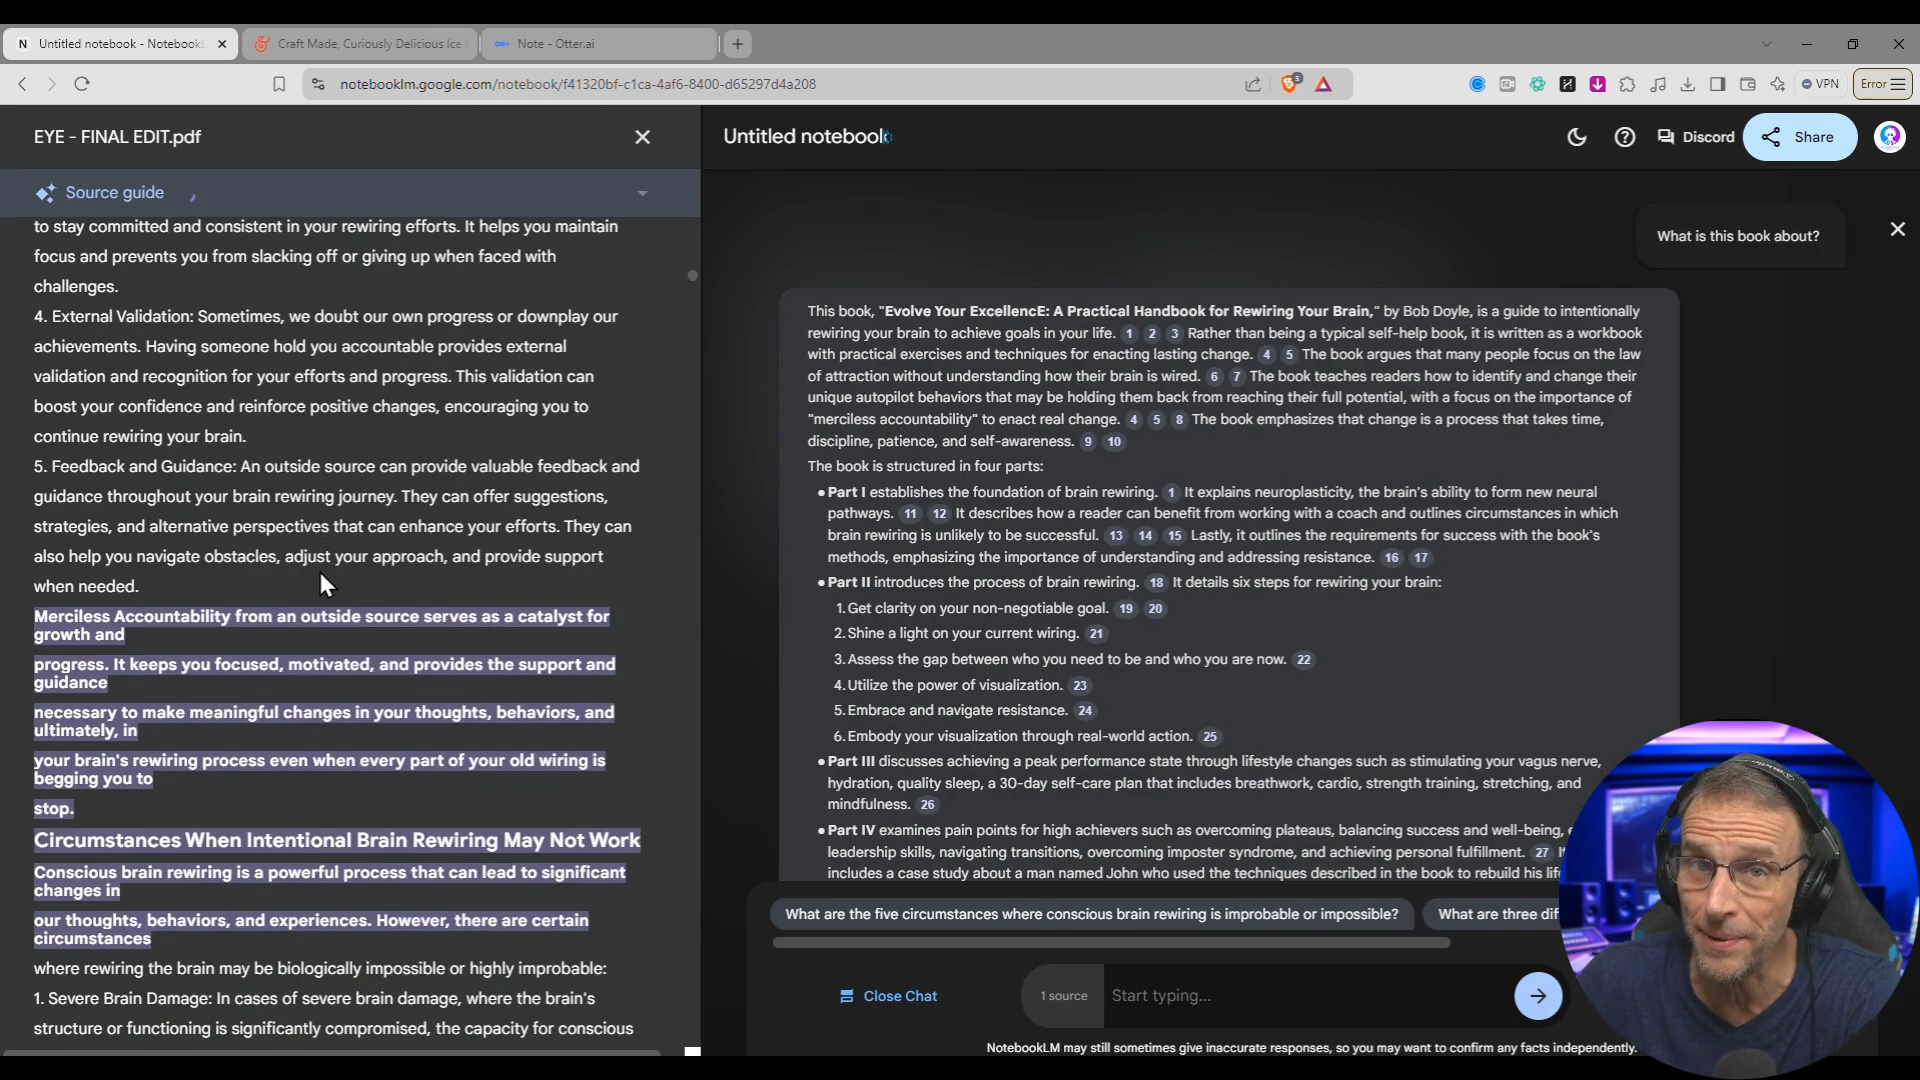 Untitled notebook - Notebook
Craft Made, Curiously Delicious Ice
Note - Otter.ai
notebooklm.google.com/notebook/f41320bf-c1ca-4af6-8400-d65297d4a208
3
VPN
Error
EYE - FINAL EDIT.pdf
Source guide
to stay committed and consistent in your rewiring efforts. It helps you maintain
focus and prevents you from slacking off or giving up when faced with
challenges.
4. External Validation: Sometimes, we doubt our own progress or downplay our
achievements. Having someone hold you accountable provides external
validation and recognition for your efforts and progress. This validation can
boost your confidence and reinforce positive changes, encouraging you to
continue rewiring your brain.
5. Feedback and Guidance: An outside source can provide valuable feedback and
guidance throughout your brain rewiring journey. They can offer suggestions,
strategies, and alternative perspectives that can enhance your efforts. They can
also help you navigate obstacles, adjust your approach, and provide support
when needed.
Merciless Accountability from an outside source serves as a catalyst for
growth and
progress. It keeps you focused, motivated, and provides the support and
guidance
necessary to make meaningful changes in your thoughts, behaviors, and
ultimately, in
your brain's rewiring process even when every part of your old wiring is
begging you to
stop.
Circumstances When Intentional Brain Rewiring May Not Work
Conscious brain rewiring is a powerful process that can lead to significant
changes in
our thoughts, behaviors, and experiences. However, there are certain
circumstances
where rewiring the brain may be biologically impossible or highly improbable:
1. Severe Brain Damage: In cases of severe brain damage, where the brain's
structure or functioning is significantly compromised, the capacity for conscious
Untitled notebook
Discord
Share
What is this book about?
This book, "Evolve Your ExcellencE: A Practical Handbook for Rewiring Your Brain," by Bob Doyle, is a guide to intentionally
rewiring your brain to achieve goals in your life. 1 2 3 Rather than being a typical self-help book, it is written as a workbook
with practical exercises and techniques for enacting lasting change. 4 5 The book argues that many people focus on the law
of attraction without understanding how their brain is wired. 6 7 The book teaches readers how to identify and change their
unique autopilot behaviors that may be holding them back from reaching their full potential, with a focus on the importance of
"merciless accountability" to enact real change. 4 5 8 The book emphasizes that change is a process that takes time,
discipline, patience, and self-awareness. 9 10
The book is structured in four parts:
• Part I establishes the foundation of brain rewiring. 1 It explains neuroplasticity, the brain's ability to form new neural
pathways. 11 12 It describes how a reader can benefit from working with a coach and outlines circumstances in which
brain rewiring is unlikely to be successful. 13 14 15 Lastly, it outlines the requirements for success with the book's
methods, emphasizing the importance of understanding and addressing resistance. 16 17
• Part II introduces the process of brain rewiring. 18 It details six steps for rewiring your brain:
1. Get clarity on your non-negotiable goal. 19 20
2. Shine a light on your current wiring. 21
3. Assess the gap between who you need to be and who you are now. 22
4. Utilize the power of visualization. 23
5. Embrace and navigate resistance. 24
6. Embody your visualization through real-world action. 25
• Part III discusses achieving a peak performance state through lifestyle changes such as stimulating your vagus nerve,
hydration, quality sleep, a 30-day self-care plan that includes breathwork, cardio, strength training, stretching, and
mindfulness. 26
• Part IV examines pain points for high achievers such as overcoming plateaus, balancing success and well-being,
leadership skills, navigating transitions, overcoming imposter syndrome, and achieving personal fulfillment. 27
includes a case study about a man named John who used the techniques described in the book to rebuild his
What are the five circumstances where conscious brain rewiring is improbable or impossible?
What are three
Close Chat
1 source
Start typing...
NotebookLM may still sometimes give inaccurate responses, so you may want to confirm any facts independently.